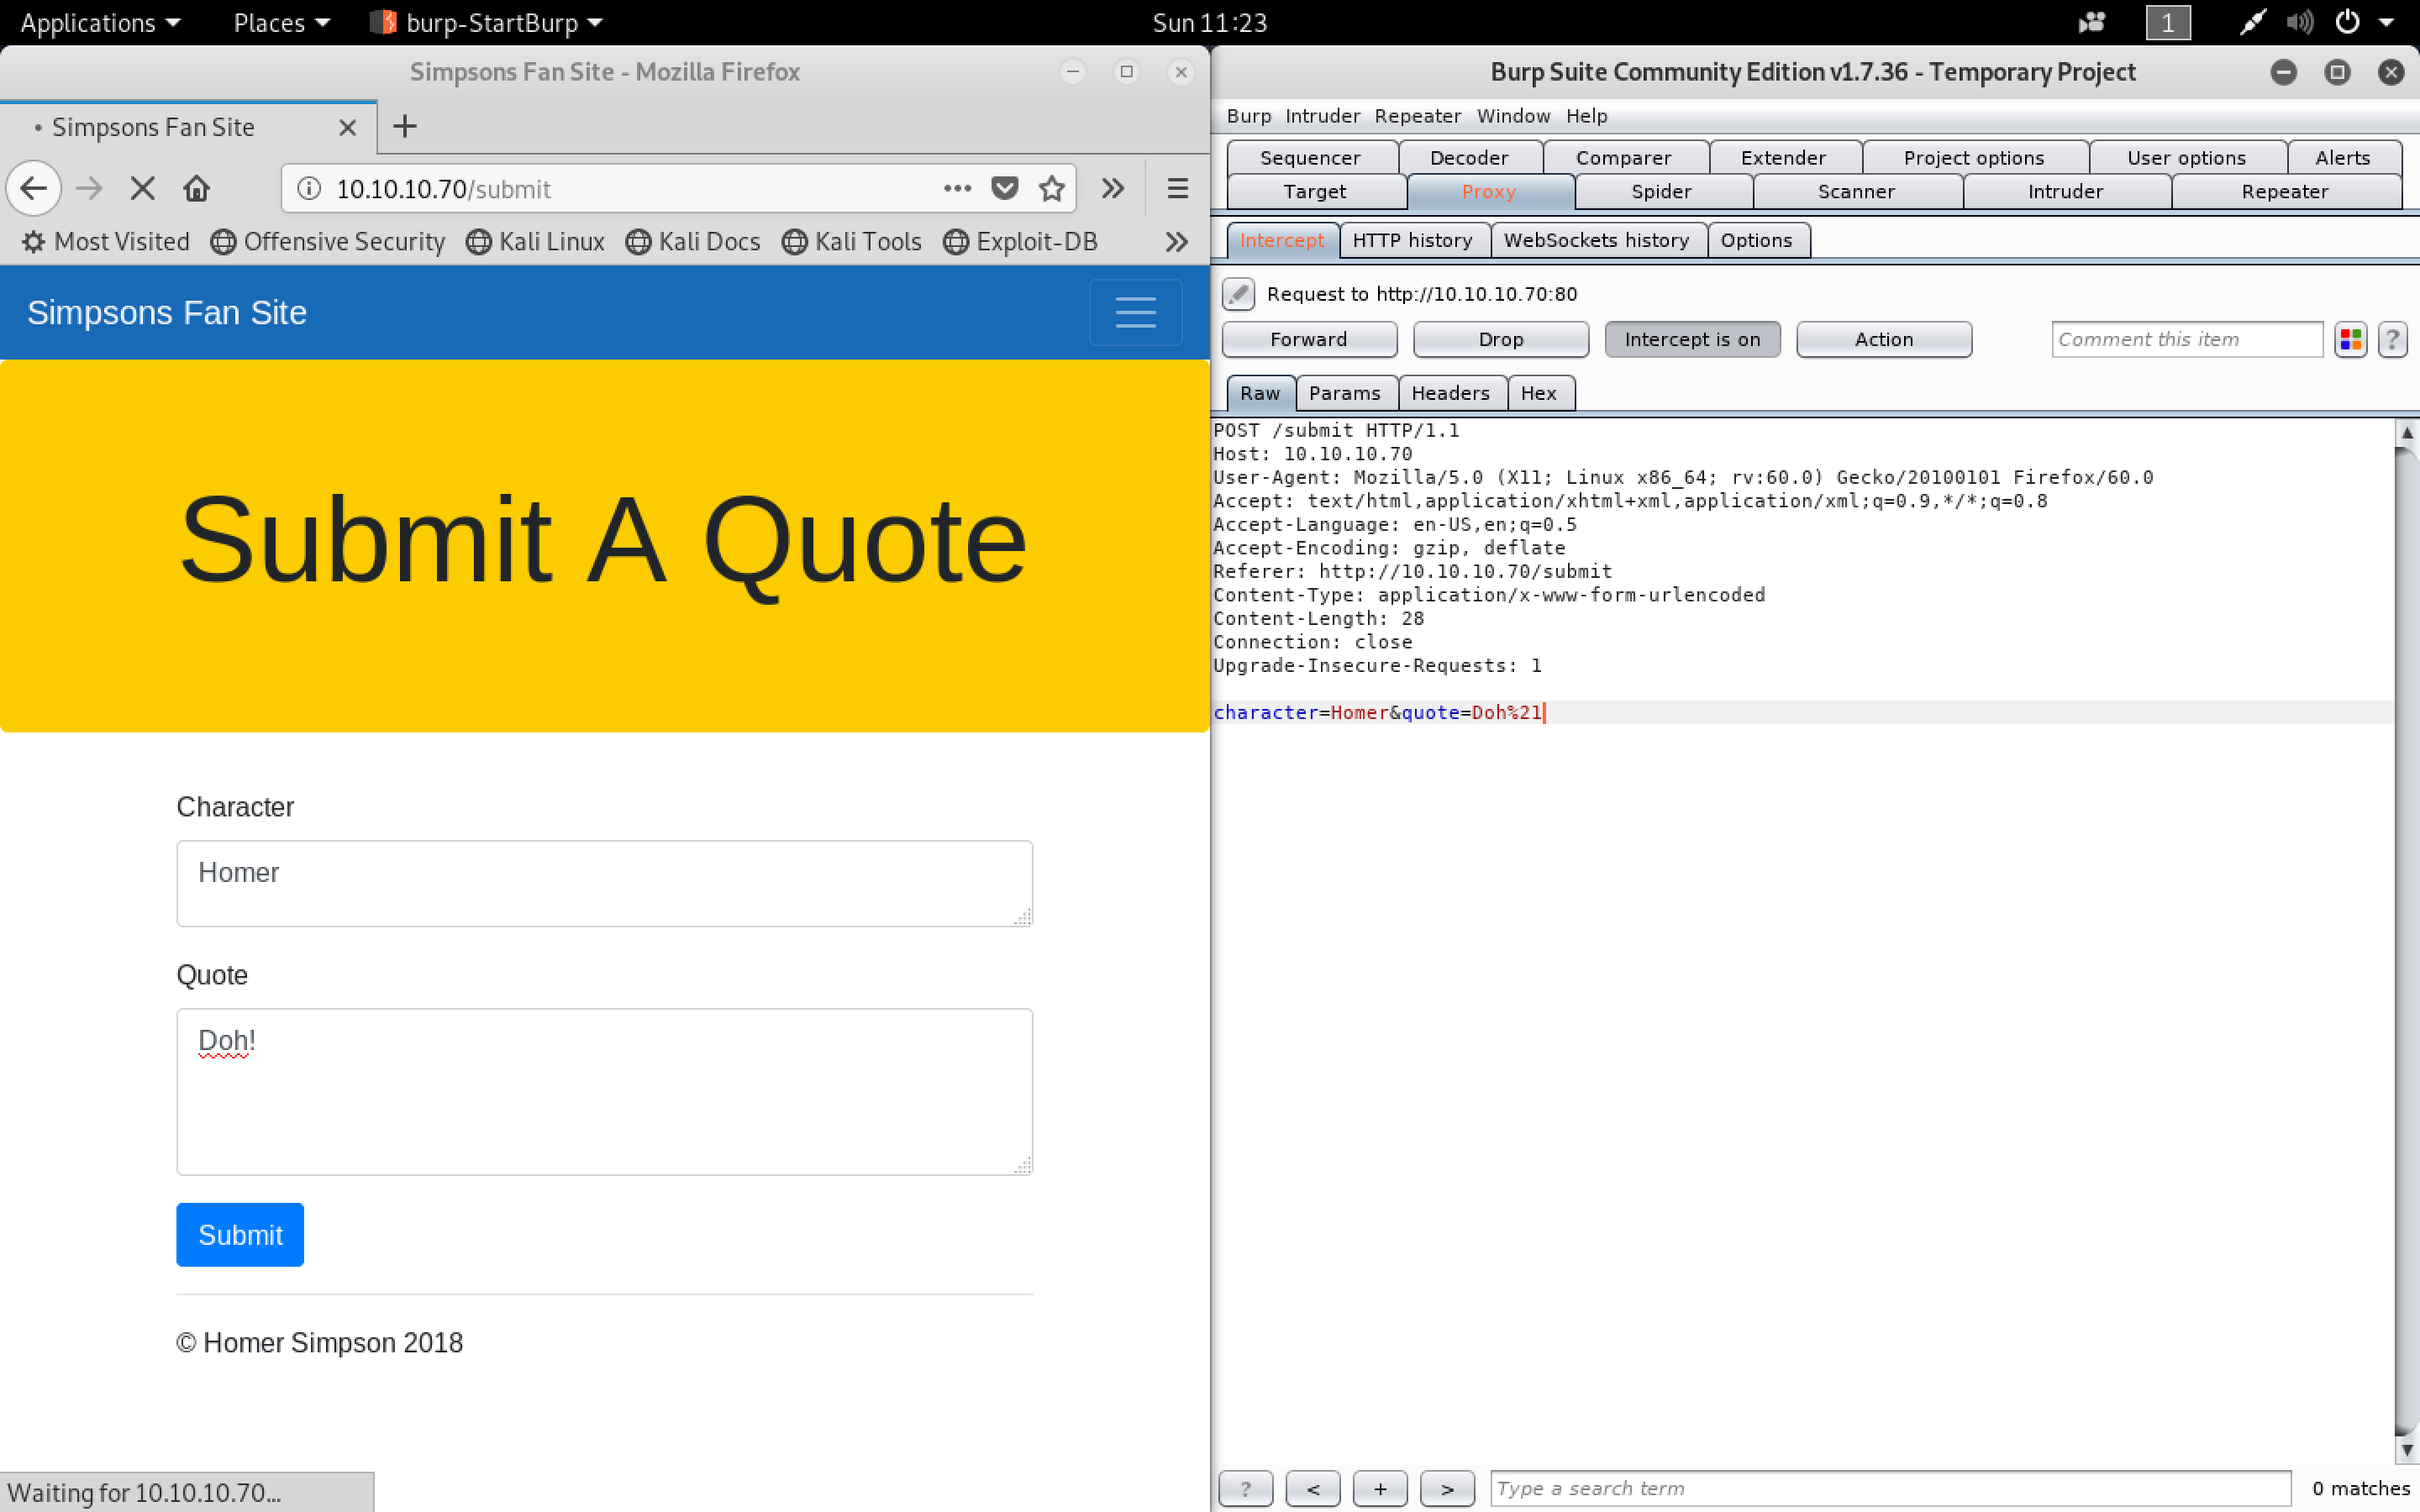 Applications Places burp-StartBurp Sun 11:23 1
Simpsons Fan Site - Mozilla Firefox
• Simpsons Fan Site
10.10.10.70/submit
Most Visited Offensive Security Kali Linux Kali Docs Kali Tools Exploit-DB
Simpsons Fan Site
Submit A Quote
Character
Homer
Quote
Doh!
Submit
© Homer Simpson 2018
Waiting for 10.10.10.70...
Burp Suite Community Edition v1.7.36 - Temporary Project
Burp Intruder Repeater Window Help
Sequencer Decoder Comparer Extender Project options User options Alerts
Target Proxy Spider Scanner Intruder Repeater
Intercept HTTP history WebSockets history Options
Request to http://10.10.10.70:80
Forward Drop Intercept is on Action Comment this item ?
Raw Params Headers Hex
POST /submit HTTP/1.1
Host: 10.10.10.70
User-Agent: Mozilla/5.0 (X11; Linux x86_64; rv:60.0) Gecko/20100101 Firefox/60.0
Accept: text/html,application/xhtml+xml,application/xml;q=0.9,*/*;q=0.8
Accept-Language: en-US,en;q=0.5
Accept-Encoding: gzip, deflate
Referer: http://10.10.10.70/submit
Content-Type: application/x-www-form-urlencoded
Content-Length: 28
Connection: close
Upgrade-Insecure-Requests: 1
character=Homer&quote=Doh%21
? < + > Type a search term 0 matches